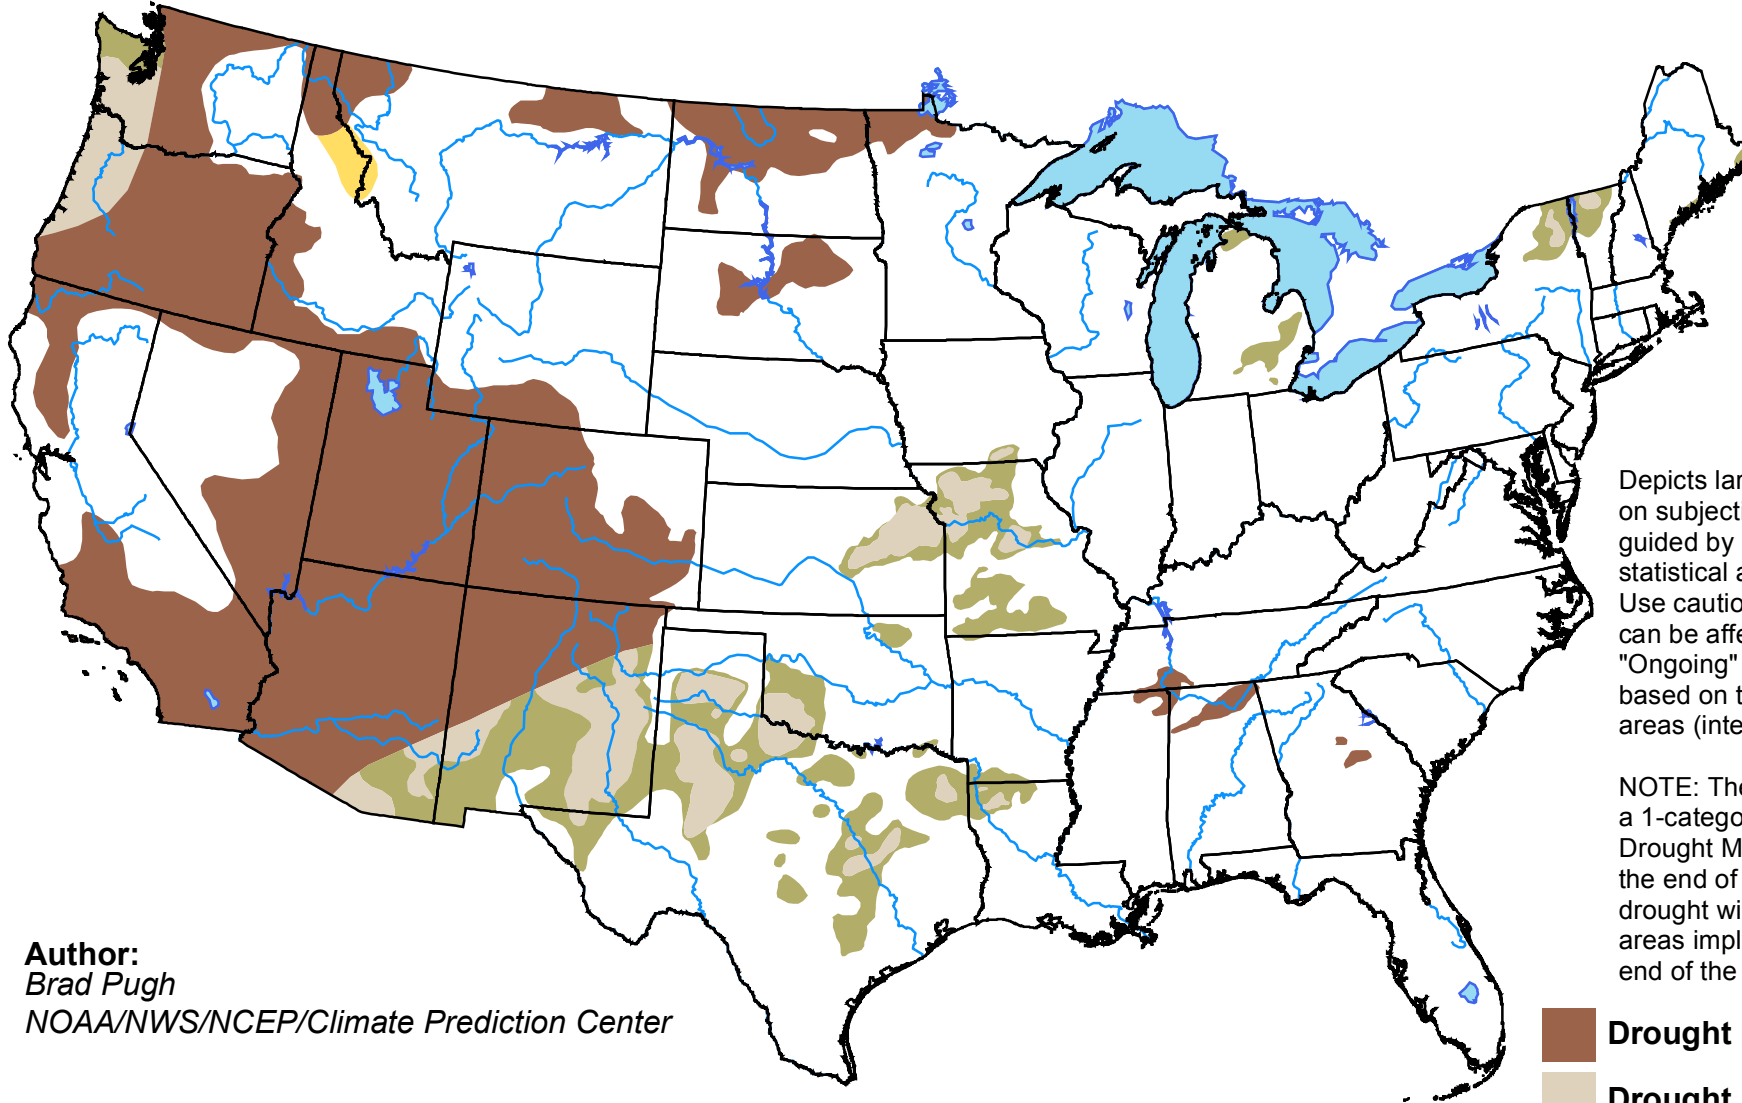 Depicts lar
on subjecti
guided by
statistical a
Use cautio
can be affe
"Ongoing"
based on t
areas (inte
NOTE: The
a 1-catego
Drought M
the end of
drought wi
areas impl
end of the
Author:
Brad Pugh
NOAA/NWS/NCEP/Climate Prediction Center
Drought
Drought